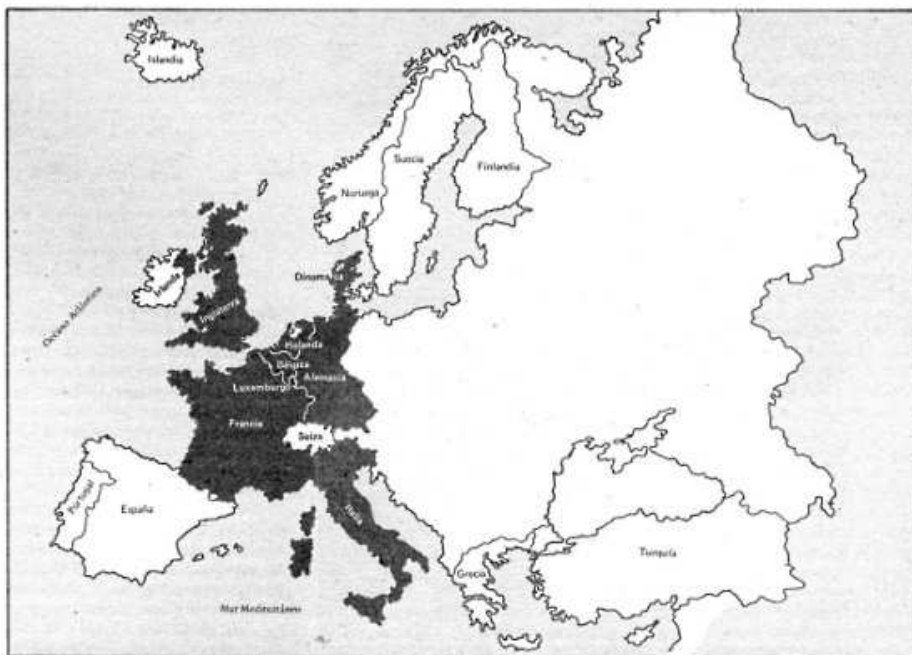 Islandia
Suecia
Finlandia
Noruega
Dinama
Irlanda
Inglaterra
Océano Atlántico
Holanda
Bélgica
Alemania
Luxemburgo
Francia
Suiza
Portugal
España
Italia
Turquía
Grecia
Mar Mediterráneo